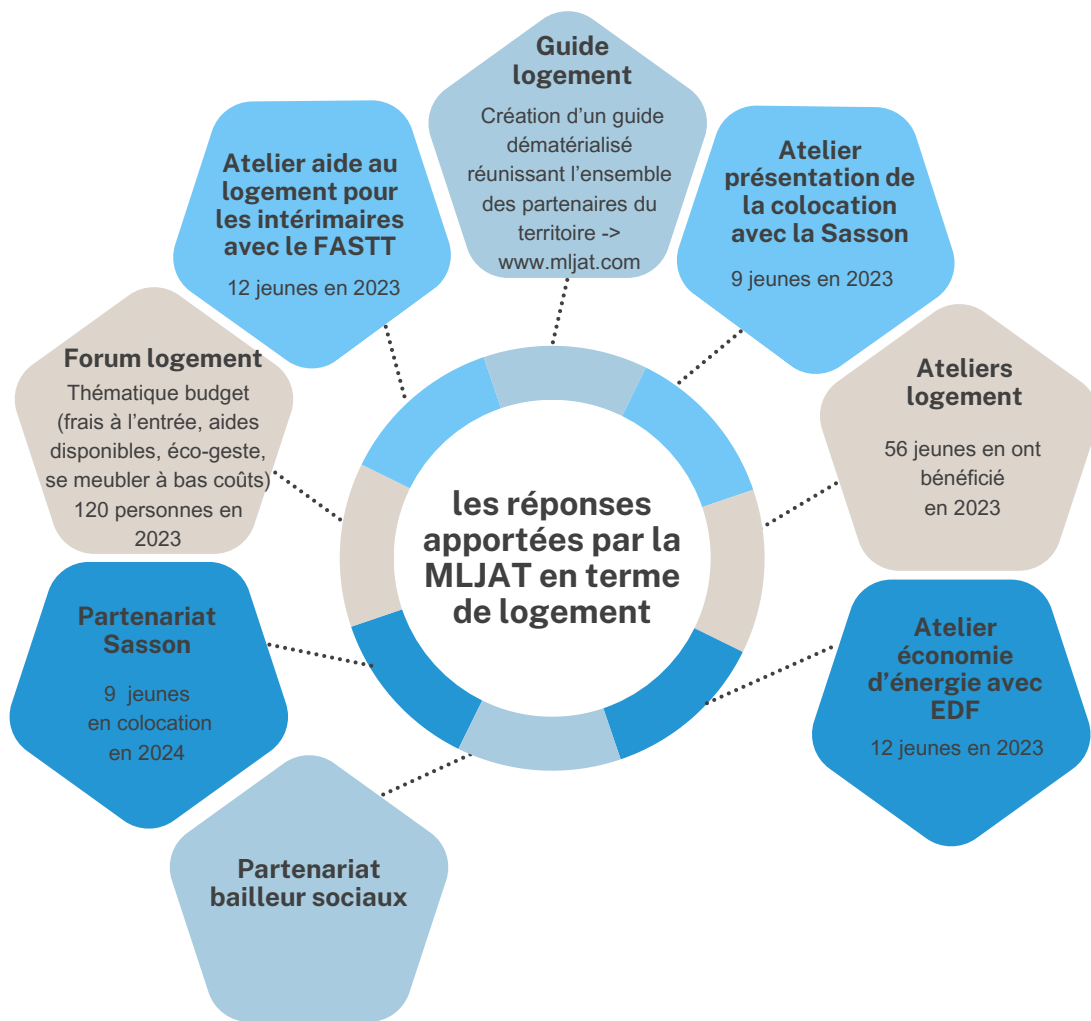 Guide
logement
Création d'un guide
dématérialisé
réunissant l'ensemble
des partenaires du
territoire ->
www.mljat.com
Atelier aide au
logement pour
les intérimaires
avec le FASTT
12 jeunes en 2023
Atelier
présentation de
la colocation
avec la Sasson
9 jeunes en 2023
Forum logement
Thématique budget
(frais à l'entrée, aides
disponibles, éco-geste,
se meubler à bas coûts)
120 personnes en
2023
Ateliers
logement
56 jeunes en ont
bénéficié
en 2023
les réponses
apportées par la
MLJAT en terme
de logement
Partenariat
Sasson
9 jeunes
en colocation
en 2024
Atelier
économie
d'énergie avec
EDF
12 jeunes en 2023
Partenariat
bailleur sociaux